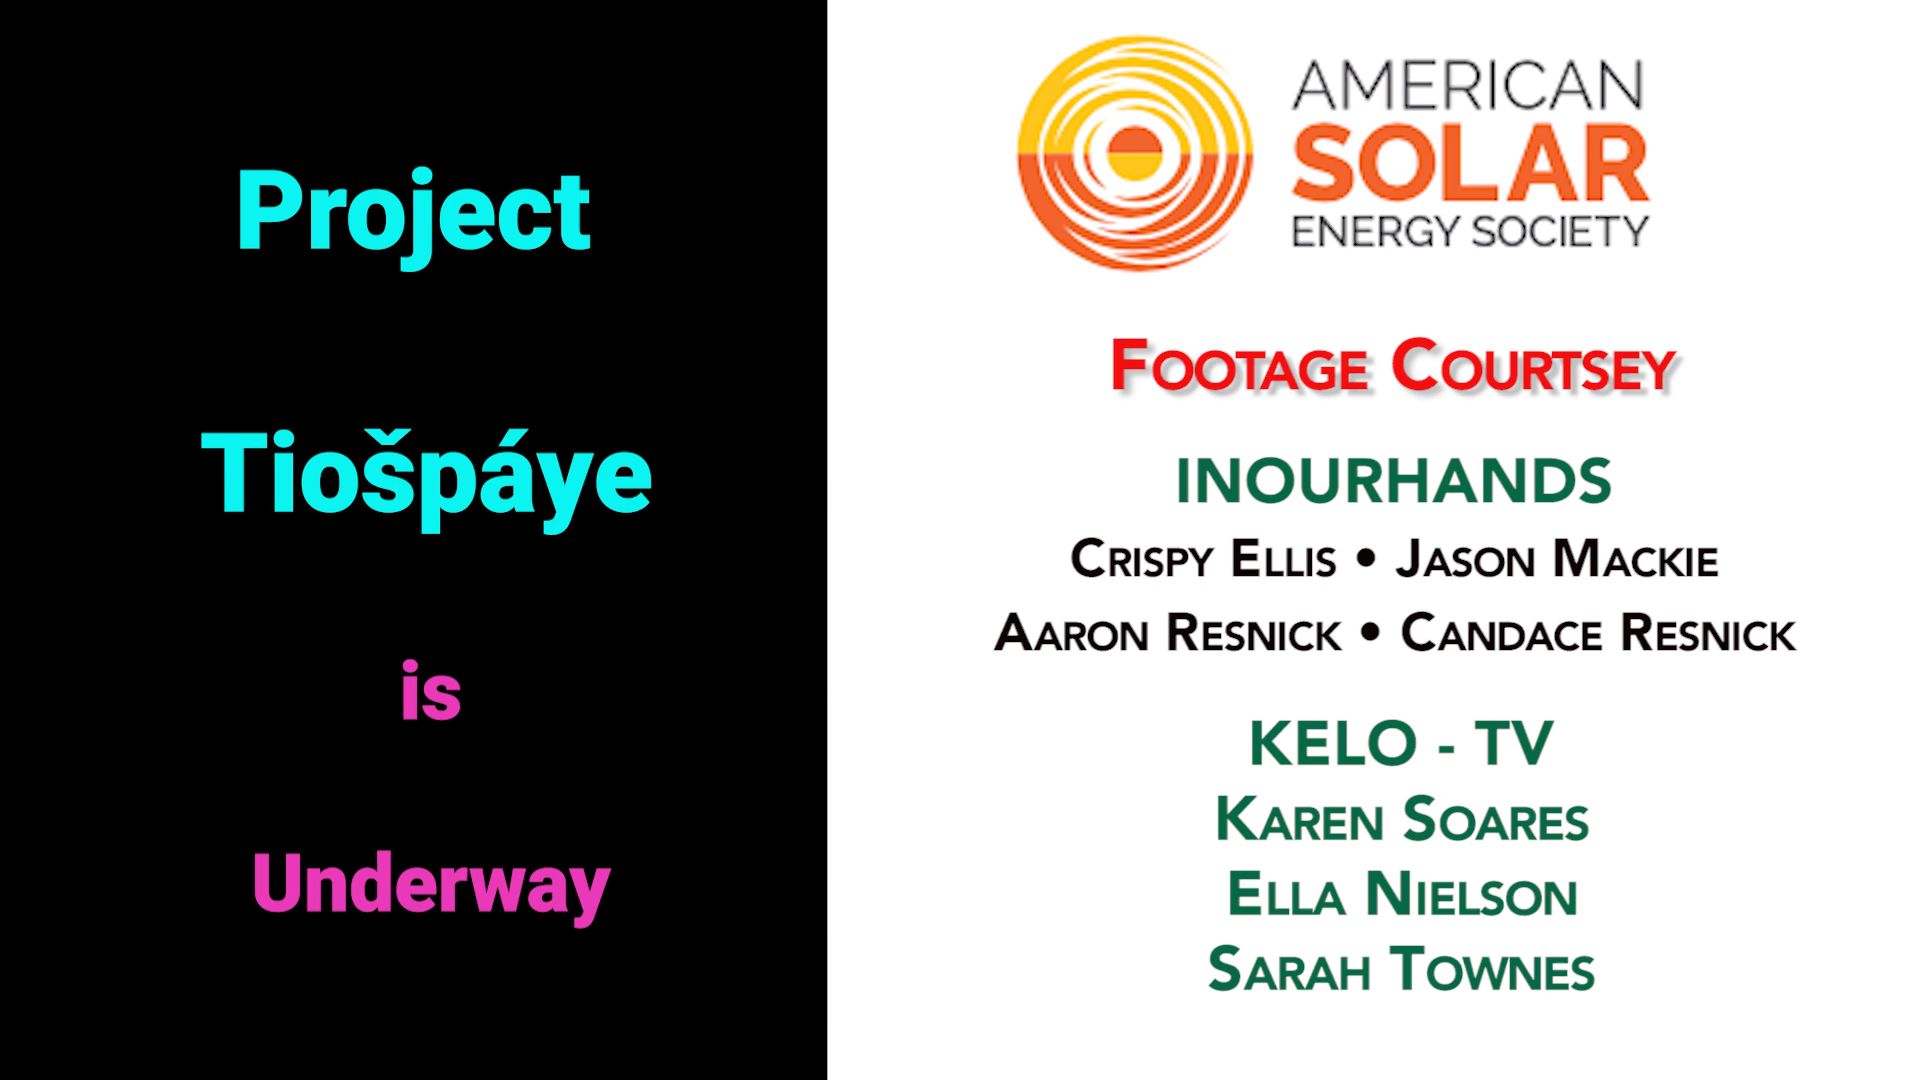 Project
Tiošpáye
is
Underway
AMERICAN
SOLAR
ENERGY SOCIETY
FOOTAGE COURTSEY
INOURHANDS
CRISPY ELLIS • JASON MACKIE
AARON RESNICK • CANDACE RESNICK
KELO - TV
KAREN SOARES
ELLA NIELSON
SARAH TOWNES